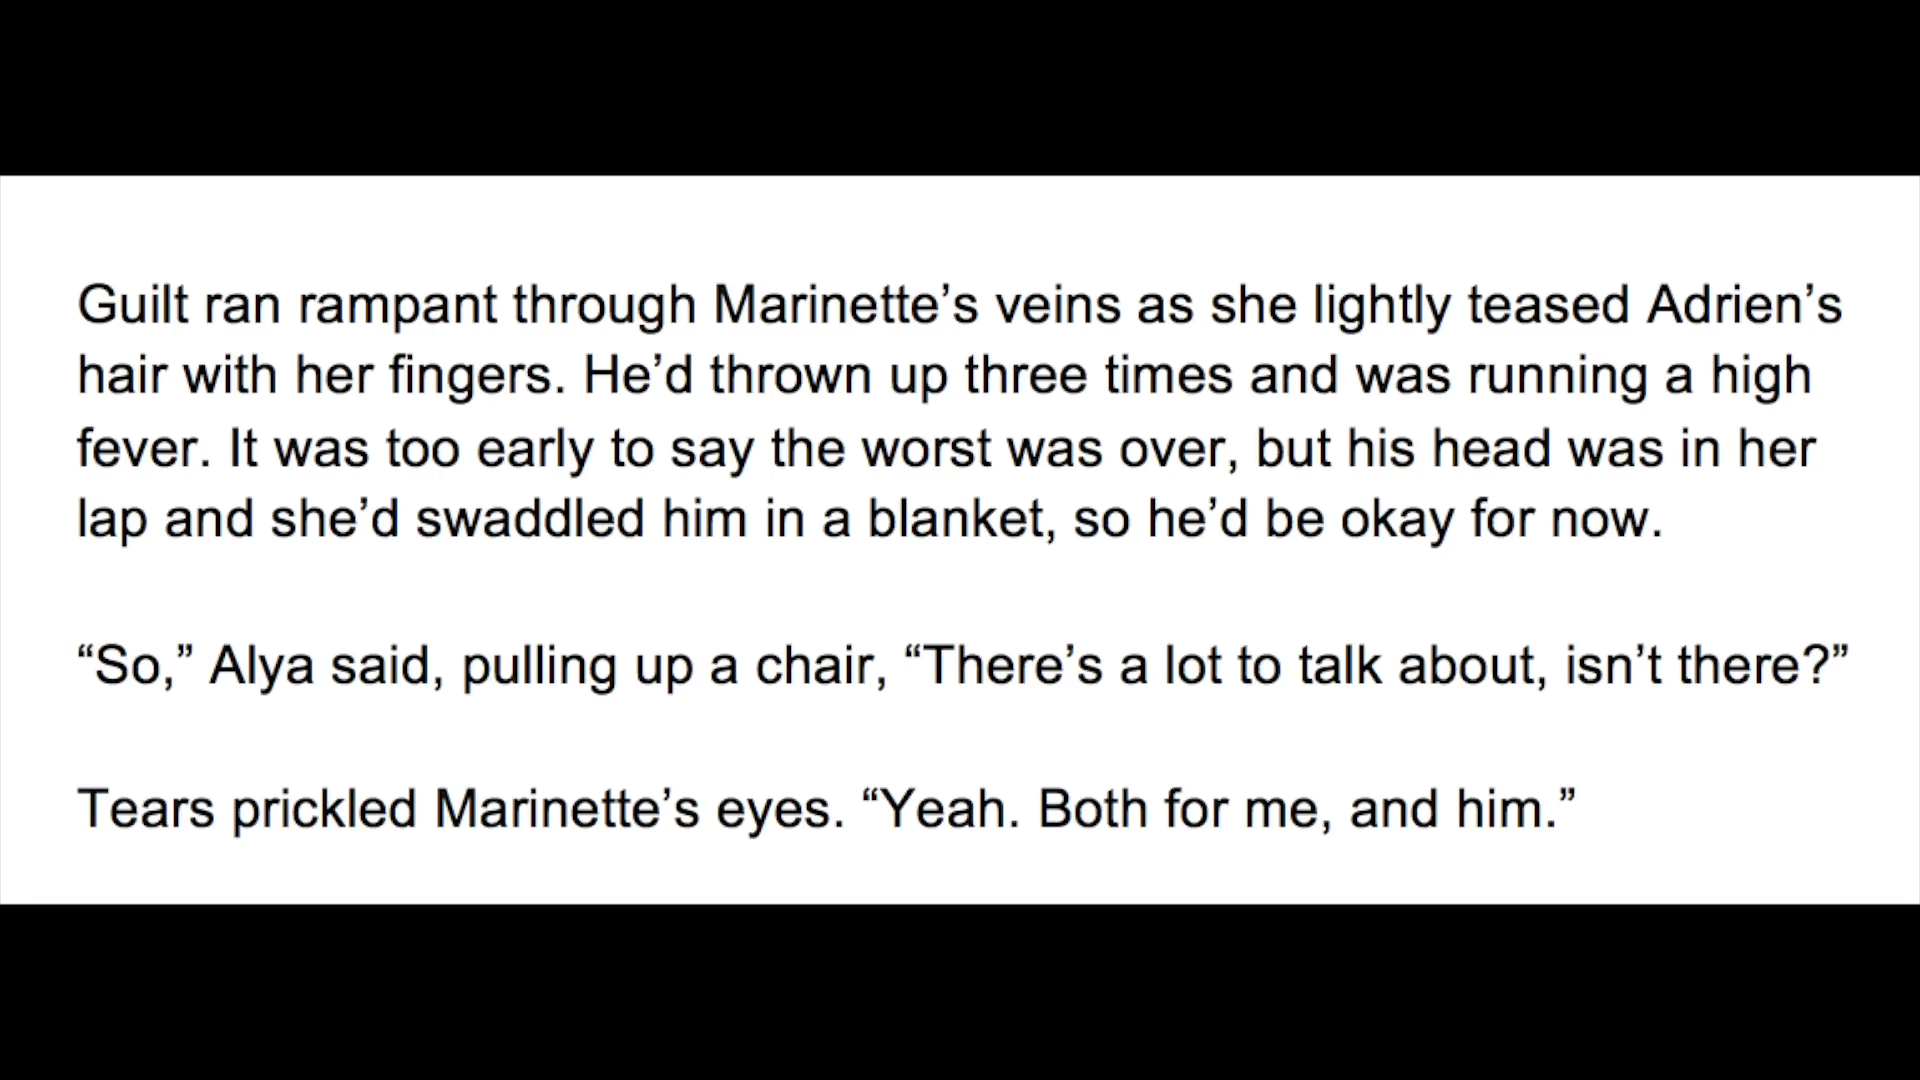 Guilt ran rampant through Marinette’s veins as she lightly teased Adrien’s
hair with her fingers. He’d thrown up three times and was running a high
fever. It was too early to say the worst was over, but his head was in her
lap and she’d swaddled him in a blanket, so he’d be okay for now.
“So,” Alya said, pulling up a chair, “There’s a lot to talk about, isn’t there?”
Tears prickled Marinette’s eyes. “Yeah. Both for me, and him.”